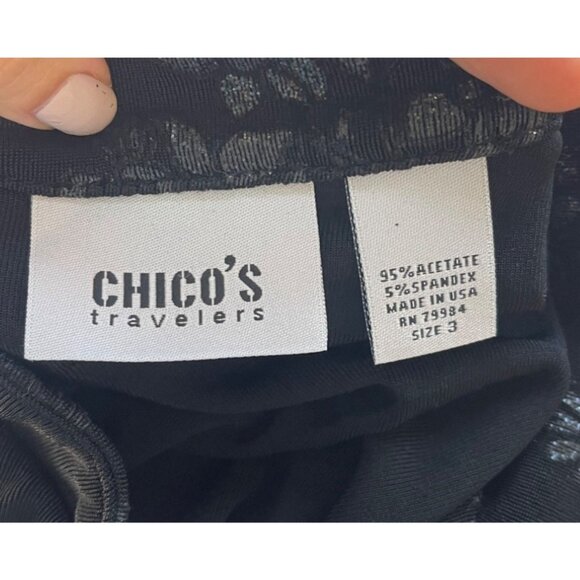 CHICO'S
travelers
95% ACETATE
5% SPANDEX
MADE IN USA
RN 79984
SIZE 3